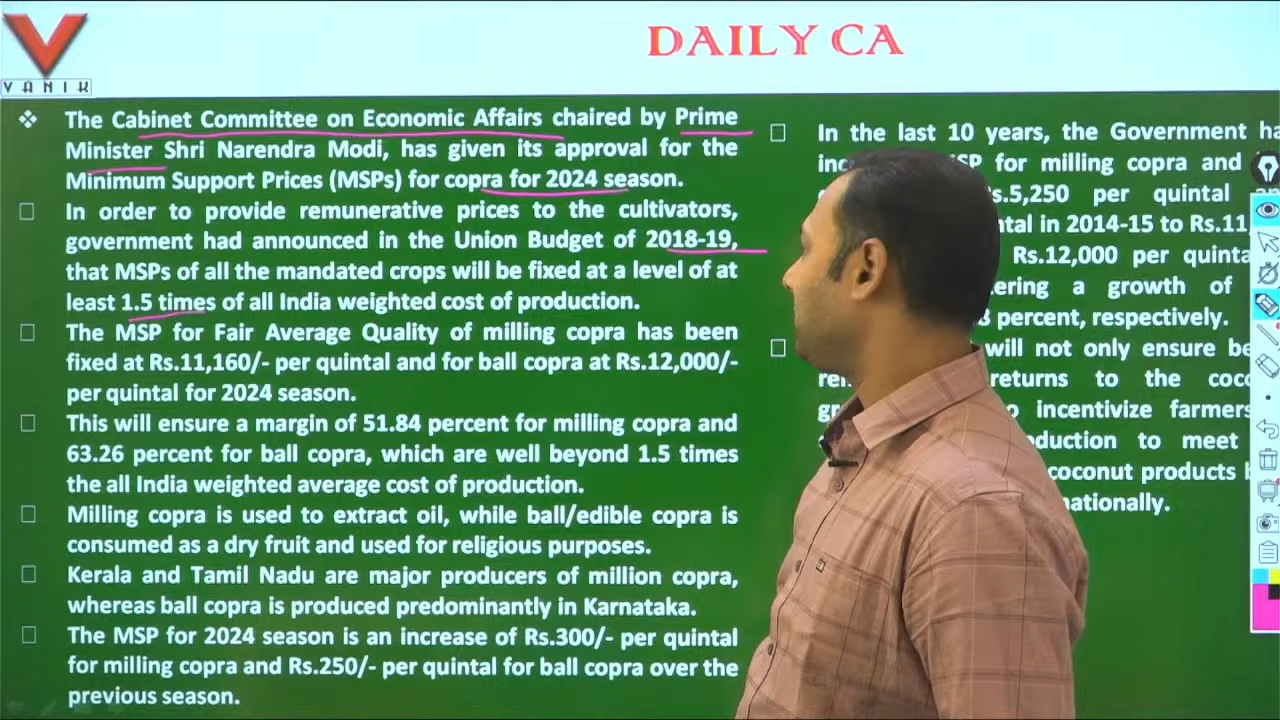 DAILY CA
VANIK
The Cabinet Committee on Economic Affairs chaired by Prime
Minister Shri Narendra Modi, has given its approval for the
Minimum Support Prices (MSPs) for copra for 2024 season.
In order to provide remunerative prices to the cultivators,
government had announced in the Union Budget of 2018-19,
that MSPs of all the mandated crops will be fixed at a level of at
least 1.5 times of all India weighted cost of production.
The MSP for Fair Average Quality of milling copra has been
fixed at Rs.11,160/- per quintal and for ball copra at Rs.12,000/-
per quintal for 2024 season.
This will ensure a margin of 51.84 percent for milling copra and
63.26 percent for ball copra, which are well beyond 1.5 times
the all India weighted average cost of production.
Milling copra is used to extract oil, while ball/edible copra is
consumed as a dry fruit and used for religious purposes.
Kerala and Tamil Nadu are major producers of million copra,
whereas ball copra is produced predominantly in Karnataka.
The MSP for 2024 season is an increase of Rs.300/- per quintal
for milling copra and Rs.250/- per quintal for ball copra over the
previous season.
In the last 10 years, the Government
for milling copra and
5,250 per quintal
in 2014-15 to Rs.11,
Rs.12,000 per
a growth of
percent, respectively.
will not only ensure
returns to the
incentivize farmers
to meet
coconut products